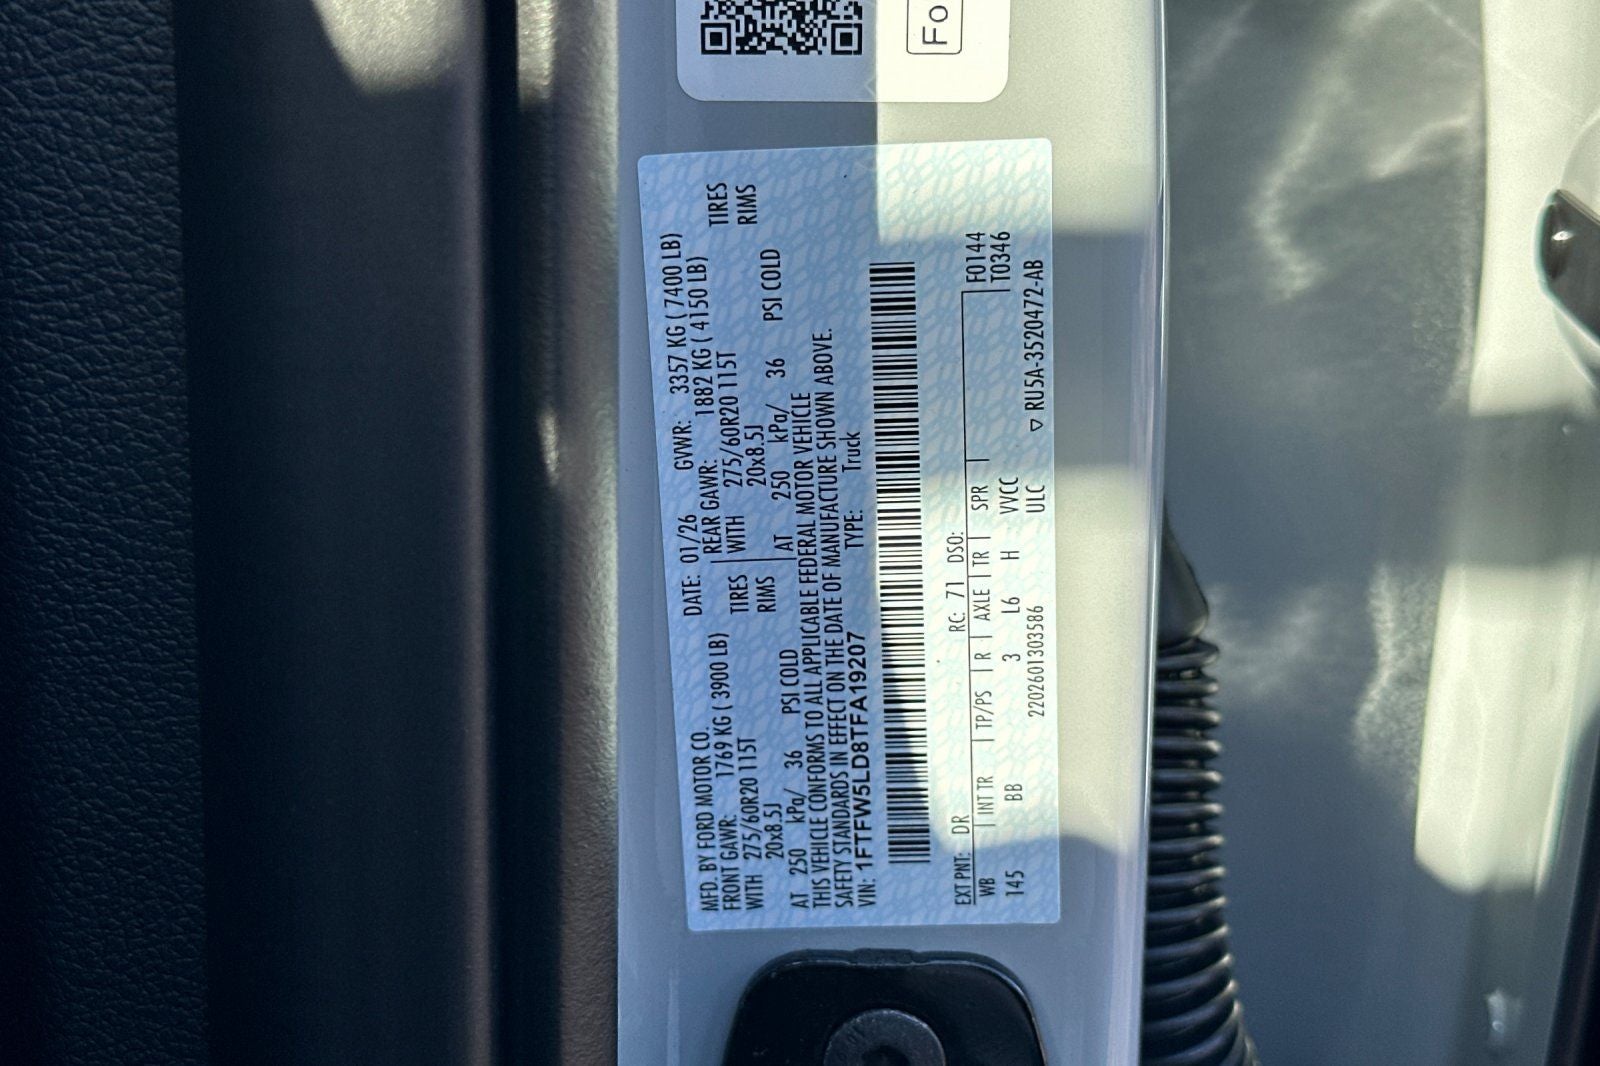 Fo
MFD. BY FORD MOTOR CO. DATE: 01/26 GVWR: 3357 KG ( 7400 LB)
FRONT GAWR: 1769 KG ( 3900 LB) REAR GAWR: 1882 KG ( 4150 LB)
WITH 275/60R20 115T TIRES WITH 275/60R20 115T TIRES
20x8.5J RIMS 20x8.5J RIMS
AT 250 kPa/ 36 PSI COLD AT 250 kPa/ 36 PSI COLD
THIS VEHICLE CONFORMS TO ALL APPLICABLE FEDERAL MOTOR VEHICLE
SAFETY STANDARDS IN EFFECT ON THE DATE OF MANUFACTURE SHOWN ABOVE.
VIN: 1FTFW5LD8TFA19207 TYPE: Truck
EXT PNT: DR RC: 71 DSO: F0144
WB INT TR TP/PS R AXLE TR SPR T0346
145 BB 3 L6 H VVCC
2202601303586 ULC ▽ RU5A-3520472-AB